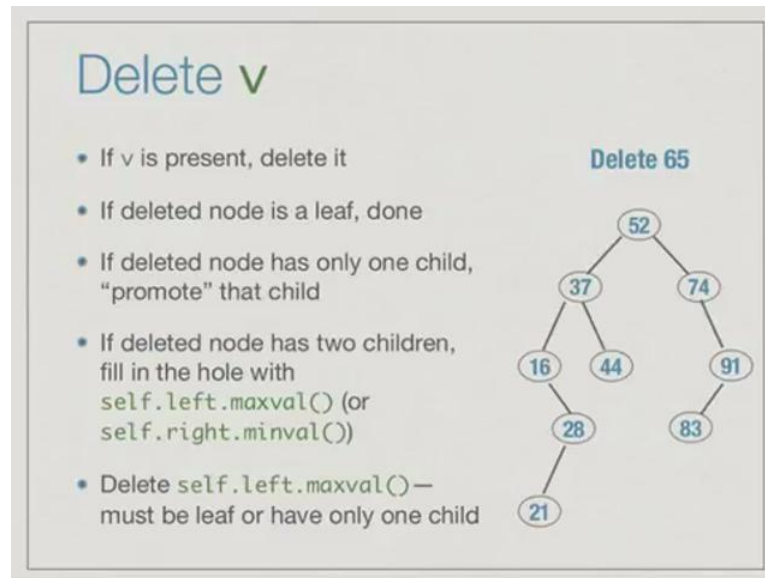 Delete v
• If v is present, delete it
• If deleted node is a leaf, done
• If deleted node has only one child,
“promote” that child
• If deleted node has two children,
fill in the hole with
self.left.maxval() (or
self.right.minval())
• Delete self.left.maxval()—
must be leaf or have only one child
Delete 65
52
37 74
16 44 91
28 83
21